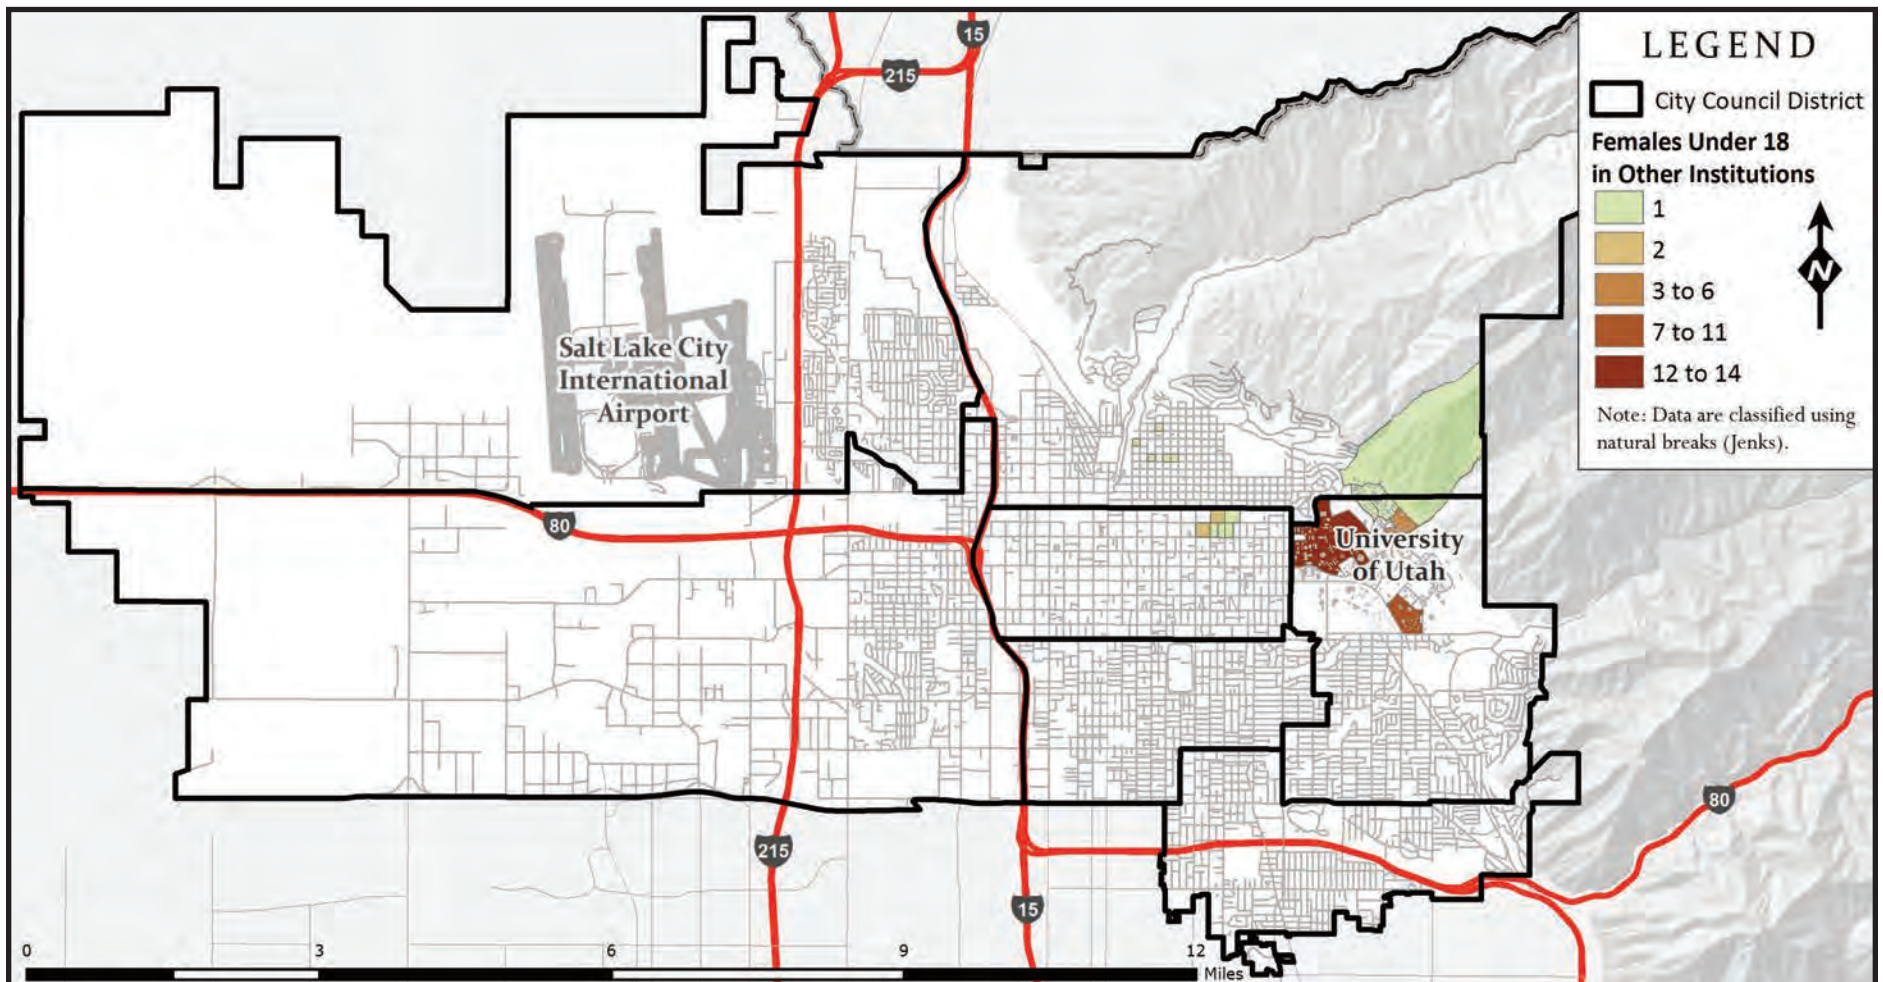 LEGEND
City Council District
Females Under 18
in Other Institutions
1
2
3 to 6
7 to 11
12 to 14
Note: Data are classified using
natural breaks (Jenks).
N
15
215
Salt Lake City
International
Airport
80
University
of Utah
80
215
15
0 3 6 9 12
Miles